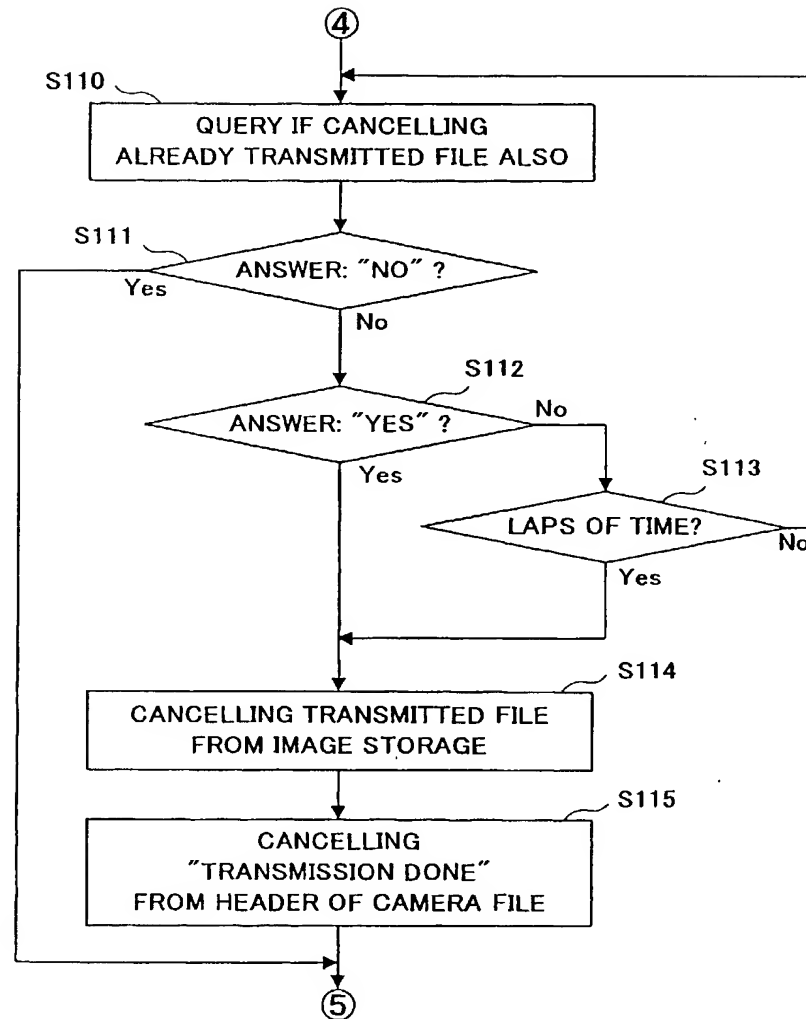 ④
S110
QUERY IF CANCELLING
ALREADY TRANSMITTED FILE ALSO
S111
ANSWER: "NO" ?
Yes
No
S112
ANSWER: "YES" ?
No
Yes
S113
LAPS OF TIME?
No
Yes
S114
CANCELLING TRANSMITTED FILE
FROM IMAGE STORAGE
S115
CANCELLING
"TRANSMISSION DONE"
FROM HEADER OF CAMERA FILE
⑤